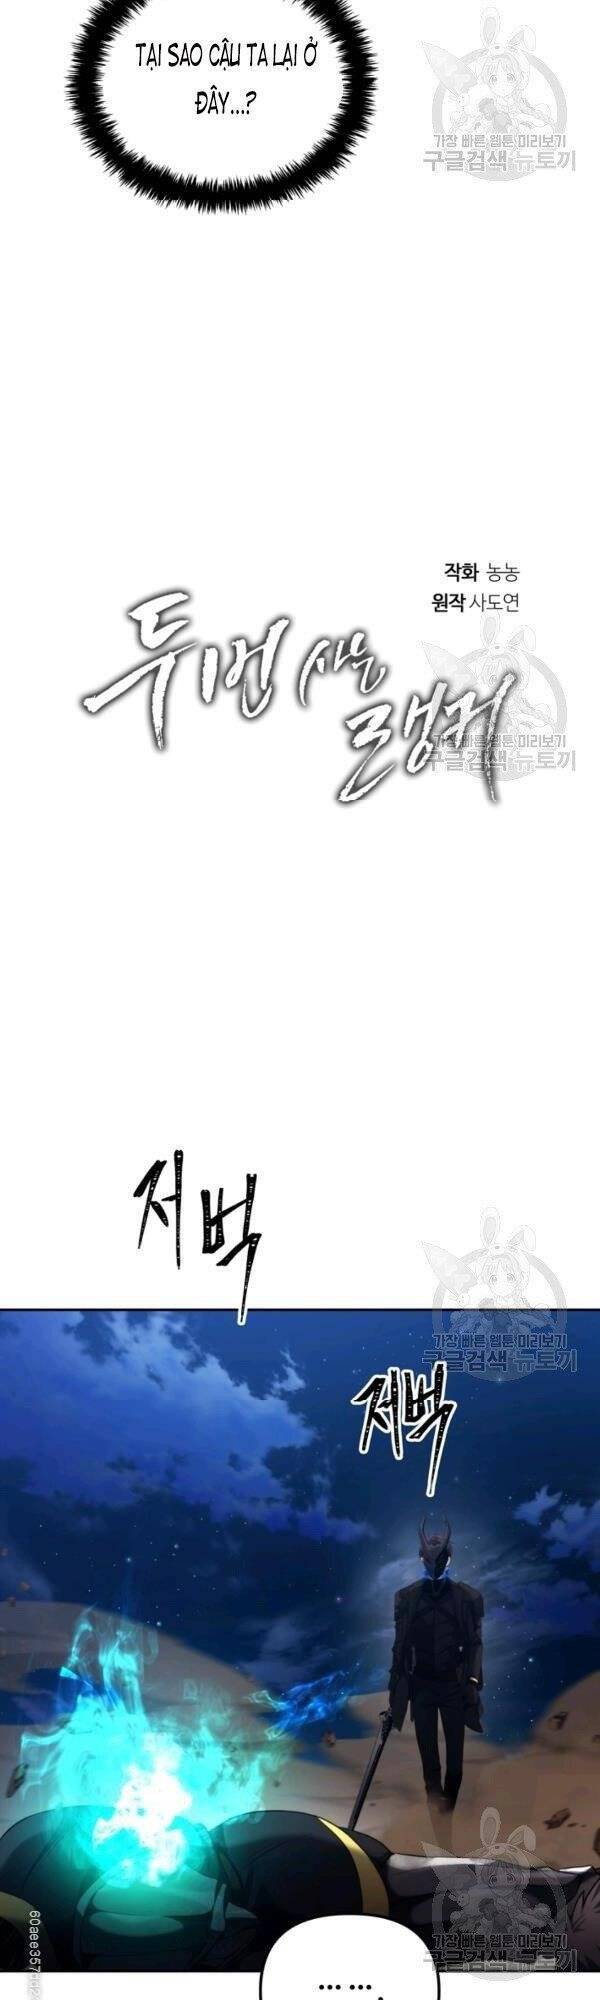 TẠI SAO CẬU TA LẠI Ở
ĐÂY...?
가장 빠른 웹툰 미리보기
구글검색 뉴토끼
작화 농농
원작 사도연
두번 사는
랭커
가장 빠른 웹툰 미리보기
구글검색 뉴토끼
저벅
가장 빠른 웹툰 미리보기
구글검색 뉴토끼
저벅
가장 빠른 웹툰 미리보기
구글검색 뉴토끼
... ...